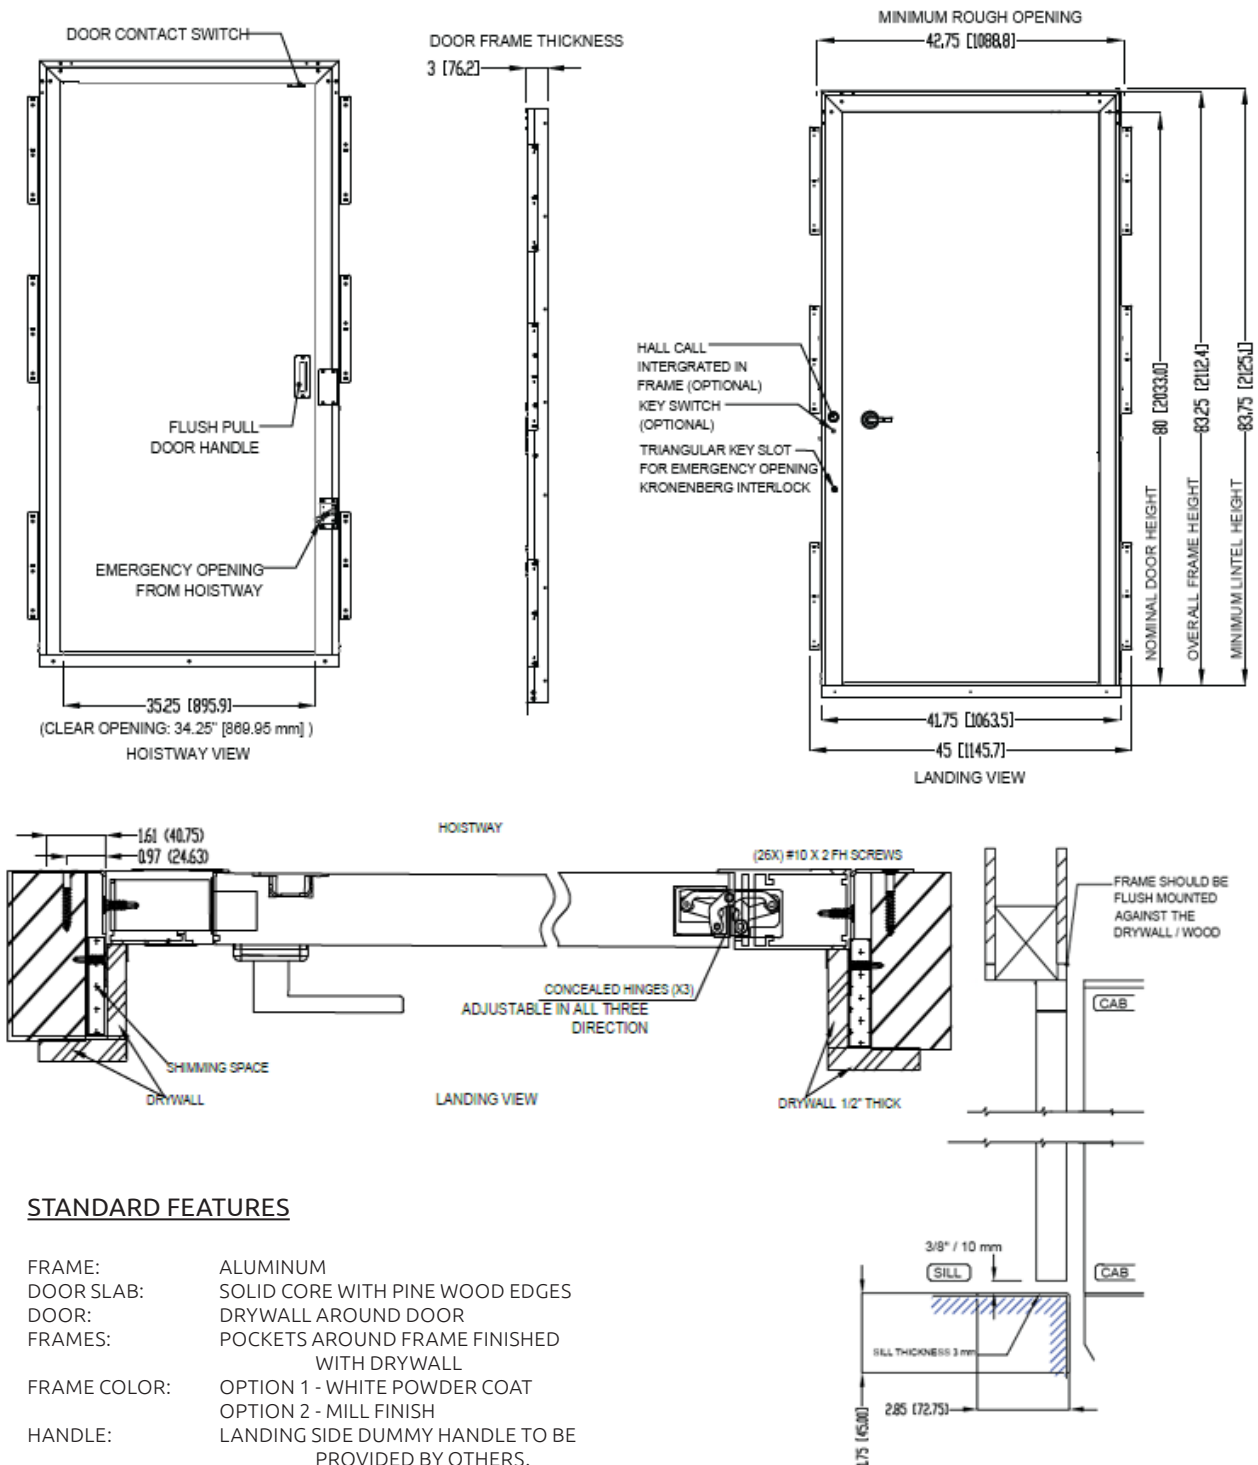 DOOR CONTACT SWITCH
DOOR FRAME THICKNESS
3 [76.2]
MINIMUM ROUGH OPENING
42.75 [1088.8]
FLUSH PULL
DOOR HANDLE
EMERGENCY OPENING
FROM HOISTWAY
35.25 [895.9]
(CLEAR OPENING: 34.25" [869.95 mm] )
HOISTWAY VIEW
HALL CALL
INTERGRATED IN
FRAME (OPTIONAL)
KEY SWITCH
(OPTIONAL)
TRIANGULAR KEY SLOT
FOR EMERGENCY OPENING
KRONENBERG INTERLOCK
80 [2033.0]
NOMINAL DOOR HEIGHT
83.25 [2112.4]
OVERALL FRAME HEIGHT
83.75 [2125.1]
MINIMUM LINTEL HEIGHT
41.75 [1063.5]
45 [1145.7]
LANDING VIEW
1.61 (40.75)
0.97 (24.63)
HOISTWAY
(26X) #10 X 2 FH SCREWS
CONCEALED HINGES (X3)
ADJUSTABLE IN ALL THREE
DIRECTION
SHIMMING SPACE
DRYWALL
LANDING VIEW
DRYWALL 1/2" THICK
FRAME SHOULD BE
FLUSH MOUNTED
AGAINST THE
DRYWALL / WOOD
CAB
3/8" / 10 mm
SILL
CAB
SILL THICKNESS 3 mm
2.85 [72.75]
.75 [45.00]
STANDARD FEATURES
FRAME: ALUMINUM
DOOR SLAB: SOLID CORE WITH PINE WOOD EDGES
DOOR: DRYWALL AROUND DOOR
FRAMES: POCKETS AROUND FRAME FINISHED
WITH DRYWALL
FRAME COLOR: OPTION 1 - WHITE POWDER COAT
OPTION 2 - MILL FINISH
HANDLE: LANDING SIDE DUMMY HANDLE TO BE
PROVIDED BY OTHERS.